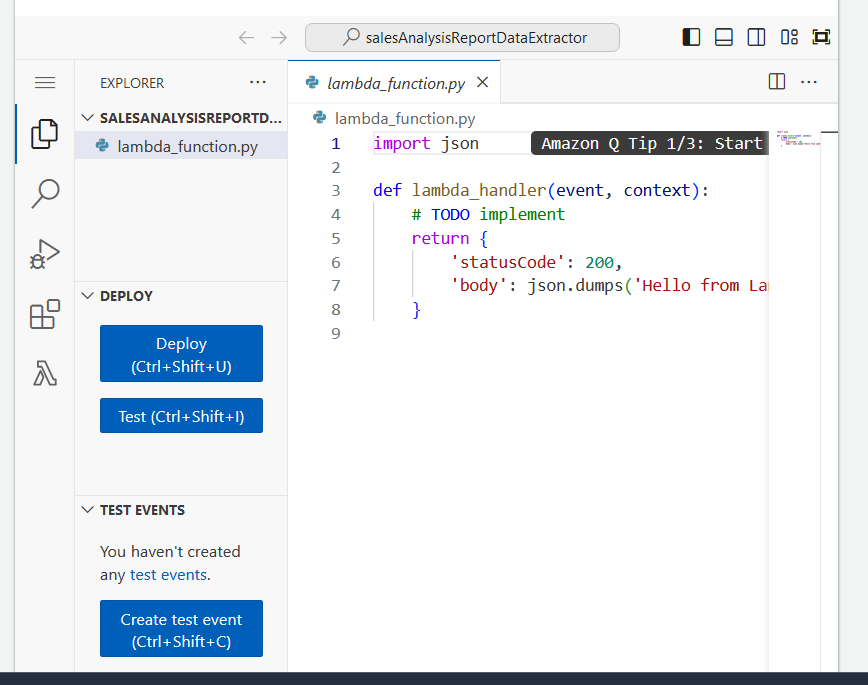 salesAnalysisReportDataExtractor
EXPLORER
SALESANALYSISREPORTD...
lambda_function.py
DEPLOY
Deploy
(Ctrl+Shift+U)
Test (Ctrl+Shift+I)
TEST EVENTS
You haven't created
any test events.
Create test event
(Ctrl+Shift+C)
lambda_function.py
lambda_function.py
1 import json Amazon Q Tip 1/3: Start
2
3 def lambda_handler(event, context):
4 # TODO implement
5 return {
6 'statusCode': 200,
7 'body': json.dumps('Hello from La
8 }
9